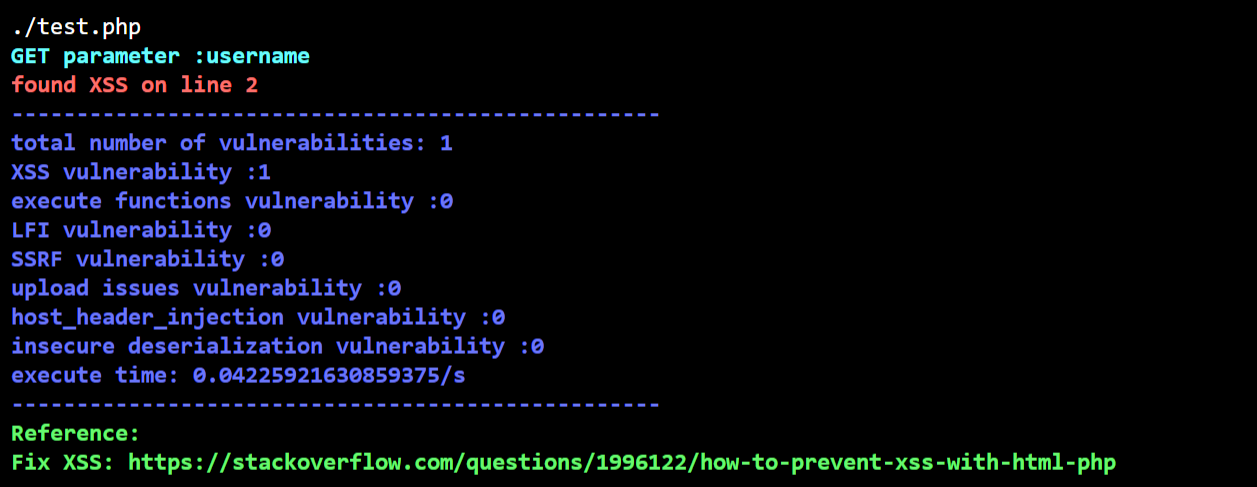 ./test.php
GET parameter :username
found XSS on line 2
--------------------------------------------------
total number of vulnerabilities: 1
XSS vulnerability :1
execute functions vulnerability :0
LFI vulnerability :0
SSRF vulnerability :0
upload issues vulnerability :0
host_header_injection vulnerability :0
insecure deserialization vulnerability :0
execute time: 0.04225921630859375/s
--------------------------------------------------
Reference:
Fix XSS: https://stackoverflow.com/questions/1996122/how-to-prevent-xss-with-html-php